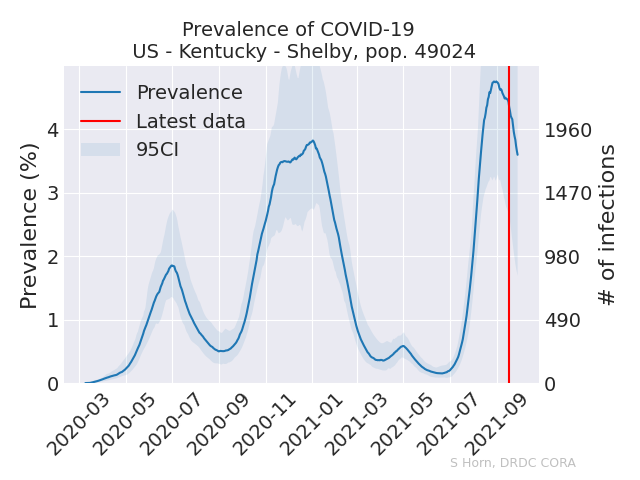 Prevalence of COVID-19
US - Kentucky - Shelby, pop. 49024
Prevalence
Latest data
95CI
Prevalence (%)
4
3
2
1
0
1960
1470
980
490
0
# of infections
2020-03
2020-05
2020-07
2020-09
2020-11
2021-01
2021-03
2021-05
2021-07
2021-09
S Horn, DRDC CORA